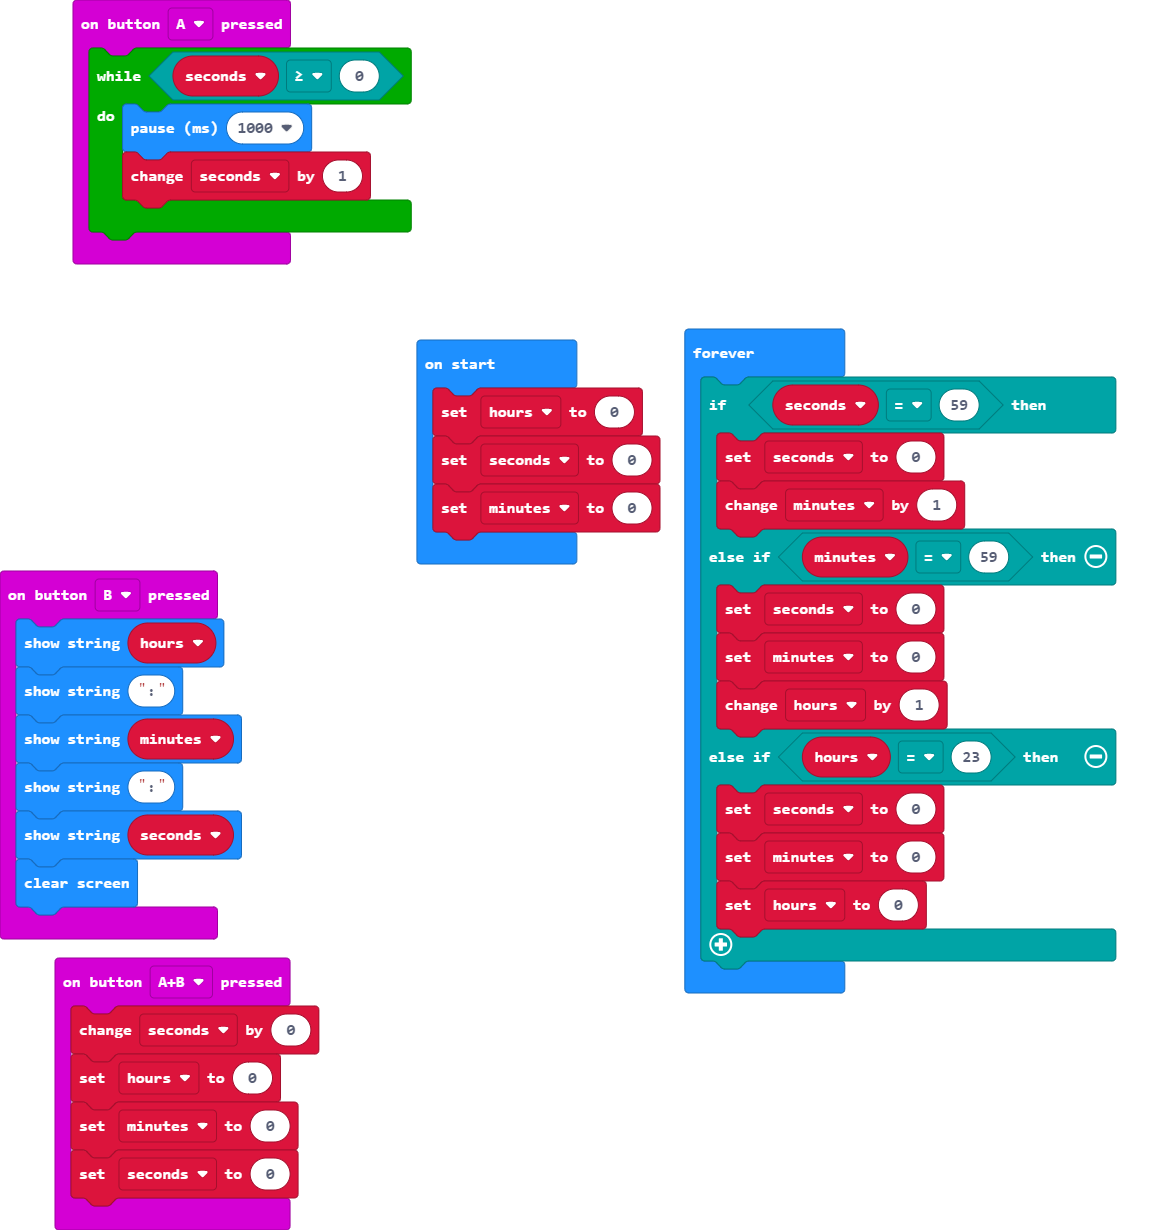 on button A pressed
while seconds ≥ 0
do
pause (ms) 1000
change seconds by 1
on start
set hours to 0
set seconds to 0
set minutes to 0
forever
if seconds = 59 then
set seconds to 0
change minutes by 1
else if minutes = 59 then
set seconds to 0
set minutes to 0
change hours by 1
else if hours = 23 then
set seconds to 0
set minutes to 0
set hours to 0
on button B pressed
show string hours
show string ":"
show string minutes
show string ":"
show string seconds
clear screen
on button A+B pressed
change seconds by 0
set hours to 0
set minutes to 0
set seconds to 0